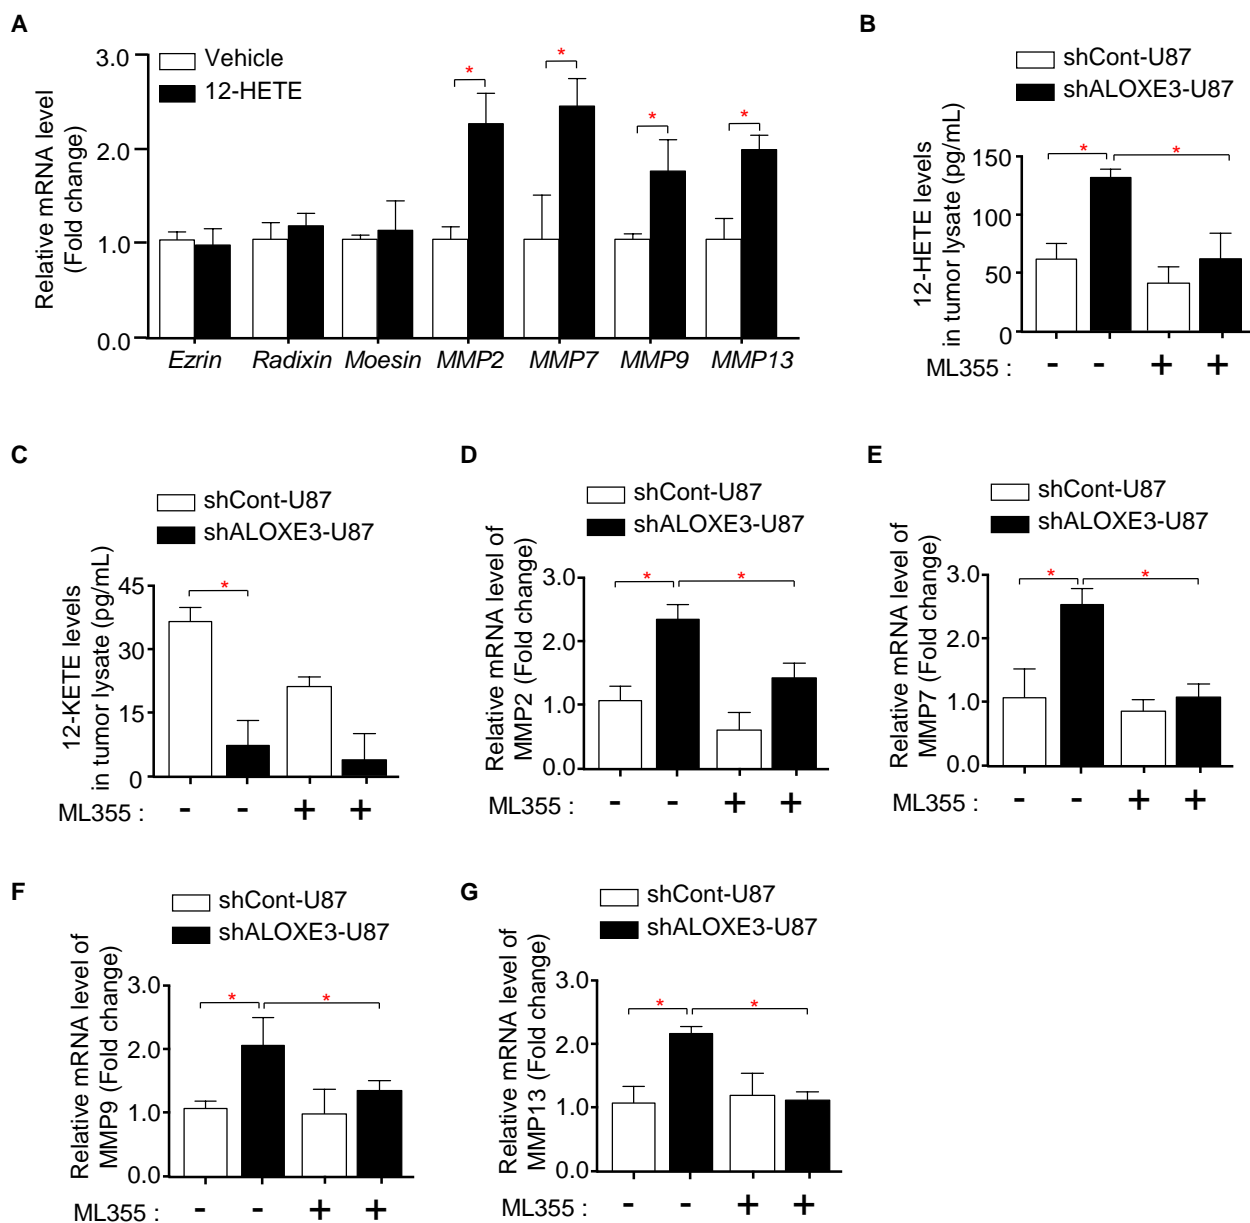 A
Vehicle
12-HETE
Relative mRNA level
(Fold change)
3.0
2.0
1.0
0.0
* * * *
Ezrin Radixin Moesin MMP2 MMP7 MMP9 MMP13
B
shCont-U87
shALOXE3-U87
12-HETE levels
in tumor lysate (pg/mL)
150
100
50
0
* *
ML355 : - - + +
C
shCont-U87
shALOXE3-U87
12-KETE levels
in tumor lysate (pg/mL)
45
30
15
0
*
ML355 : - - + +
D
shCont-U87
shALOXE3-U87
Relative mRNA level of
MMP2 (Fold change)
3.0
2.0
1.0
0.0
* *
ML355 : - - + +
E
shCont-U87
shALOXE3-U87
Relative mRNA level of
MMP7 (Fold change)
3.0
2.0
1.0
0.0
* *
ML355 : - - + +
F
shCont-U87
shALOXE3-U87
Relative mRNA level of
MMP9 (Fold change)
3.0
2.0
1.0
0.0
* *
ML355 : - - + +
G
shCont-U87
shALOXE3-U87
Relative mRNA level of
MMP13 (Fold change)
3.0
2.0
1.0
0.0
* *
ML355 : - - + +